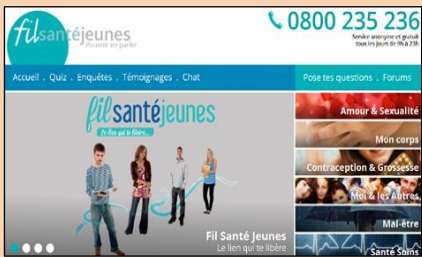 filsantéjeunes
Pouvoir en parler
0800 235 236
Service anonyme et gratuit
tous les jours de 9h à 23h
Accueil . Quiz . Enquêtes . Témoignages . Chat
Pose tes questions . Forums
filsantéjeunes
Le lien qui te libère...
Fil Santé Jeunes
Le lien qui te libère
Amour & Sexualité
Mon corps
Contraception & Grossesse
Moi & les Autres
Mal-être
Santé Soins